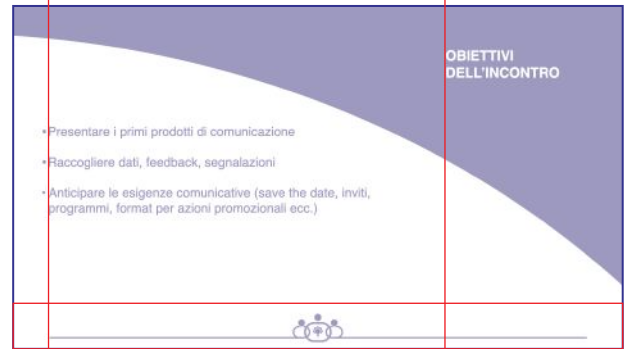 OBIETTIVI
DELL'INCONTRO
•Presentare i primi prodotti di comunicazione
•Raccogliere dati, feedback, segnalazioni
•Anticipare le esigenze comunicative (save the date, inviti,
programmi, format per azioni promozionali ecc.)